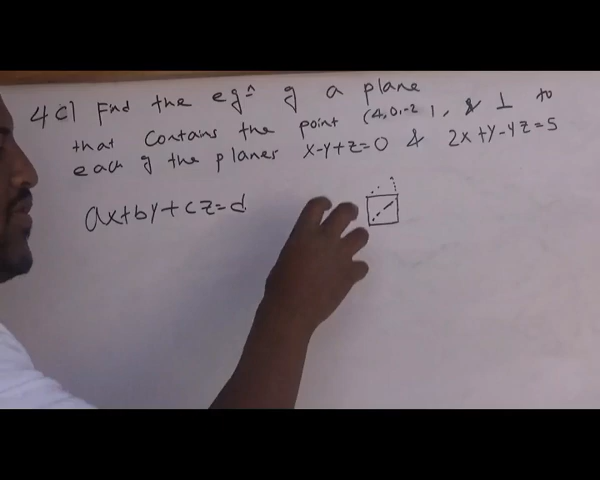 4c) Find the eqn of a plane
that contains the point (4,0,-2), & ⊥ to
each of the planes x-y+z=0 & 2x+y-4z=5
ax+by+cz=d